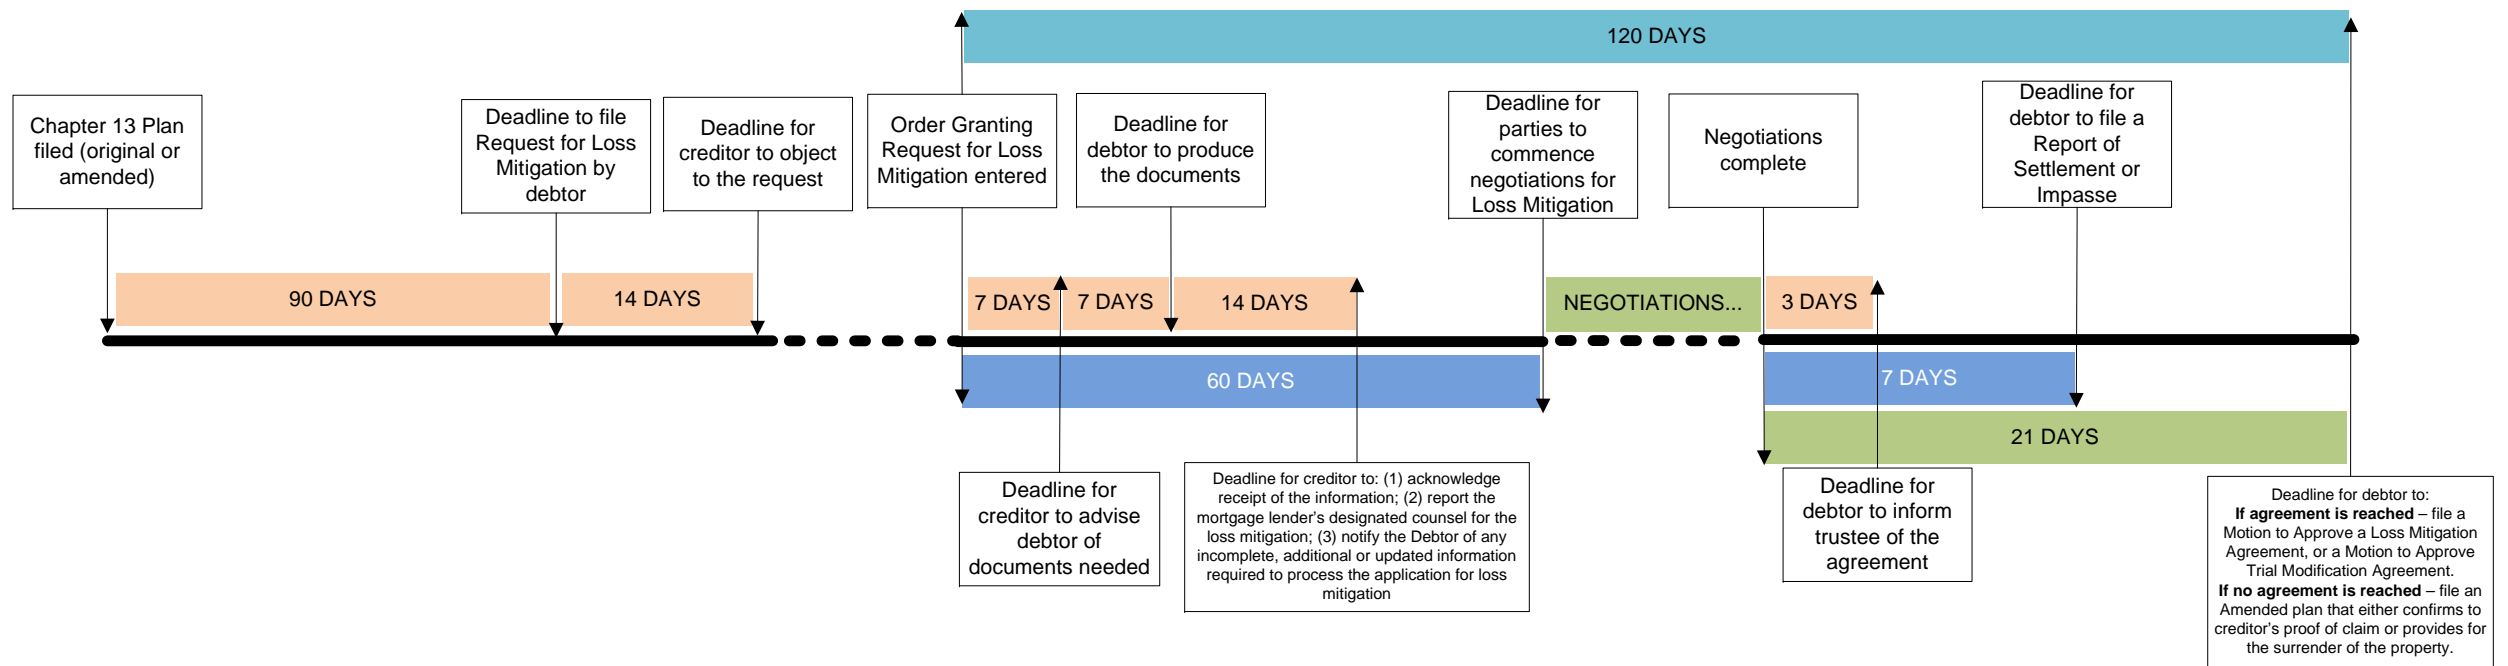 120 DAYS
Chapter 13 Plan
filed (original or
amended)
Deadline to file
Request for Loss
Mitigation by
debtor
Deadline for
creditor to object
to the request
Order Granting
Request for Loss
Mitigation entered
Deadline for
debtor to produce
the documents
Deadline for
parties to
commence
negotiations for
Loss Mitigation
Negotiations
complete
Deadline for
debtor to file a
Report of
Settlement or
Impasse
90 DAYS
14 DAYS
7 DAYS
7 DAYS
14 DAYS
NEGOTIATIONS...
3 DAYS
60 DAYS
7 DAYS
21 DAYS
Deadline for
creditor to advise
debtor of
documents needed
Deadline for creditor to: (1) acknowledge
receipt of the information; (2) report the
mortgage lender's designated counsel for the
loss mitigation; (3) notify the Debtor of any
incomplete, additional or updated information
required to process the application for loss
mitigation
Deadline for
debtor to inform
trustee of the
agreement
Deadline for debtor to:
If agreement is reached – file a
Motion to Approve a Loss Mitigation
Agreement, or a Motion to Approve
Trial Modification Agreement.
If no agreement is reached – file an
Amended plan that either confirms to
creditor's proof of claim or provides for
the surrender of the property.